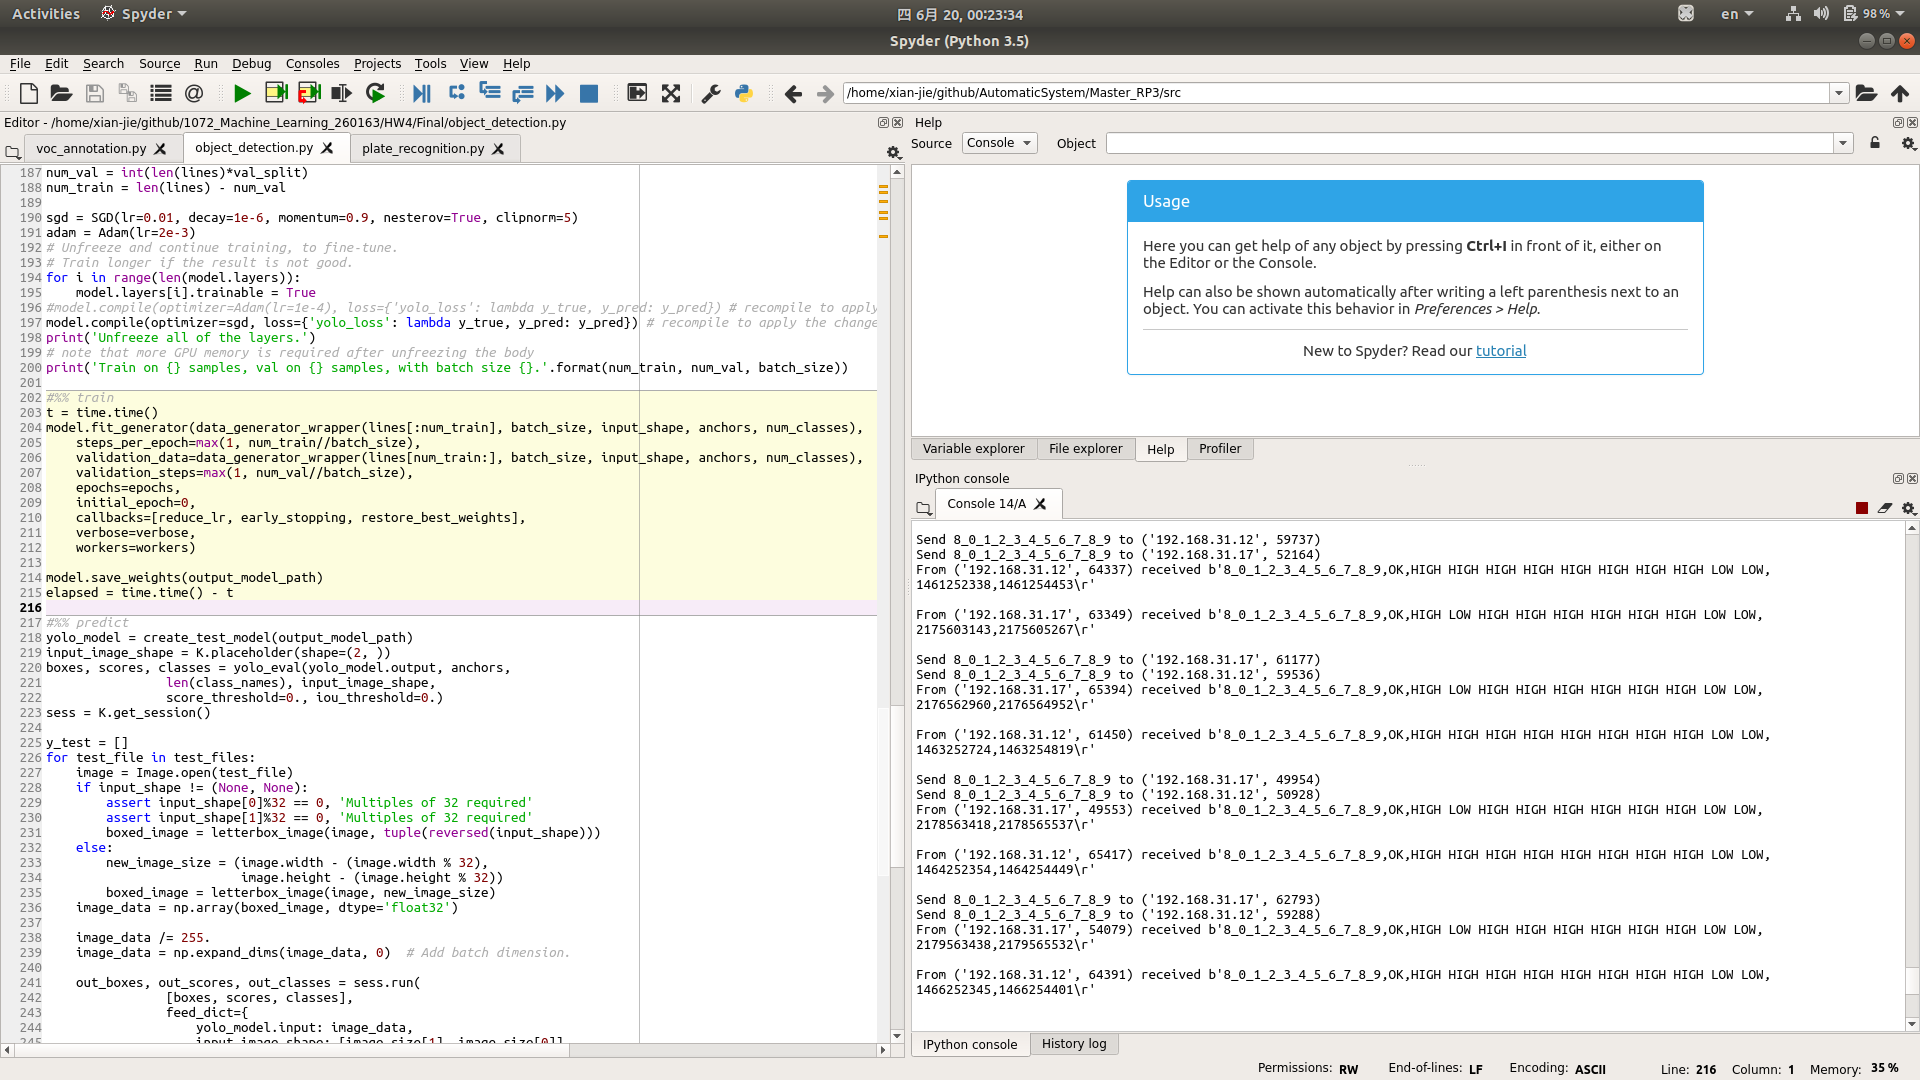 Activities Spyder 四 6月 20, 00:23:34 en 98 %
Spyder (Python 3.5)
File Edit Search Source Run Debug Consoles Projects Tools View Help
/home/xian-jie/github/AutomaticSystem/Master_RP3/src
Editor - /home/xian-jie/github/1072_Machine_Learning_260163/HW4/Final/object_detection.py
voc_annotation.py object_detection.py plate_recognition.py
187 num_val = int(len(lines)*val_split)
188 num_train = len(lines) - num_val
189
190 sgd = SGD(lr=0.01, decay=1e-6, momentum=0.9, nesterov=True, clipnorm=5)
191 adam = Adam(lr=2e-3)
192 # Unfreeze and continue training, to fine-tune.
193 # Train longer if the result is not good.
194 for i in range(len(model.layers)):
195     model.layers[i].trainable = True
196 #model.compile(optimizer=Adam(lr=1e-4), loss={'yolo_loss': lambda y_true, y_pred: y_pred}) # recompile to apply
197 model.compile(optimizer=sgd, loss={'yolo_loss': lambda y_true, y_pred: y_pred}) # recompile to apply the change
198 print('Unfreeze all of the layers.')
199 # note that more GPU memory is required after unfreezing the body
200 print('Train on {} samples, val on {} samples, with batch size {}.'.format(num_train, num_val, batch_size))
201
202 #%% train
203 t = time.time()
204 model.fit_generator(data_generator_wrapper(lines[:num_train], batch_size, input_shape, anchors, num_classes),
205     steps_per_epoch=max(1, num_train//batch_size),
206     validation_data=data_generator_wrapper(lines[num_train:], batch_size, input_shape, anchors, num_classes),
207     validation_steps=max(1, num_val//batch_size),
208     epochs=epochs,
209     initial_epoch=0,
210     callbacks=[reduce_lr, early_stopping, restore_best_weights],
211     verbose=verbose,
212     workers=workers)
213
214 model.save_weights(output_model_path)
215 elapsed = time.time() - t
216
217 #%% predict
218 yolo_model = create_test_model(output_model_path)
219 input_image_shape = K.placeholder(shape=(2, ))
220 boxes, scores, classes = yolo_eval(yolo_model.output, anchors,
221                 len(class_names), input_image_shape,
222                 score_threshold=0., iou_threshold=0.)
223 sess = K.get_session()
224
225 y_test = []
226 for test_file in test_files:
227     image = Image.open(test_file)
228     if input_shape != (None, None):
229         assert input_shape[0]%32 == 0, 'Multiples of 32 required'
230         assert input_shape[1]%32 == 0, 'Multiples of 32 required'
231         boxed_image = letterbox_image(image, tuple(reversed(input_shape)))
232     else:
233         new_image_size = (image.width - (image.width % 32),
234                           image.height - (image.height % 32))
235         boxed_image = letterbox_image(image, new_image_size)
236     image_data = np.array(boxed_image, dtype='float32')
237
238     image_data /= 255.
239     image_data = np.expand_dims(image_data, 0)  # Add batch dimension.
240
241     out_boxes, out_scores, out_classes = sess.run(
242                 [boxes, scores, classes],
243                 feed_dict={
244                     yolo_model.input: image_data,
245                     input_image_shape: [image.size[1], image.size[0]]
Help
Source Console Object
Usage
Here you can get help of any object by pressing Ctrl+I in front of it, either on
the Editor or the Console.
Help can also be shown automatically after writing a left parenthesis next to an
object. You can activate this behavior in Preferences > Help.
New to Spyder? Read our tutorial
Variable explorer File explorer Help Profiler
IPython console
Console 14/A
Send 8_0_1_2_3_4_5_6_7_8_9 to ('192.168.31.12', 59737)
Send 8_0_1_2_3_4_5_6_7_8_9 to ('192.168.31.17', 52164)
From ('192.168.31.12', 64337) received b'8_0_1_2_3_4_5_6_7_8_9,OK,HIGH HIGH HIGH HIGH HIGH HIGH HIGH HIGH LOW LOW,
1461252338,1461254453\r'
From ('192.168.31.17', 63349) received b'8_0_1_2_3_4_5_6_7_8_9,OK,HIGH LOW HIGH HIGH HIGH HIGH HIGH HIGH LOW LOW,
2175603143,2175605267\r'
Send 8_0_1_2_3_4_5_6_7_8_9 to ('192.168.31.17', 61177)
Send 8_0_1_2_3_4_5_6_7_8_9 to ('192.168.31.12', 59536)
From ('192.168.31.17', 65394) received b'8_0_1_2_3_4_5_6_7_8_9,OK,HIGH LOW HIGH HIGH HIGH HIGH HIGH HIGH LOW LOW,
2176562960,2176564952\r'
From ('192.168.31.12', 61450) received b'8_0_1_2_3_4_5_6_7_8_9,OK,HIGH HIGH HIGH HIGH HIGH HIGH HIGH HIGH LOW LOW,
1463252724,1463254819\r'
Send 8_0_1_2_3_4_5_6_7_8_9 to ('192.168.31.17', 49954)
Send 8_0_1_2_3_4_5_6_7_8_9 to ('192.168.31.12', 50928)
From ('192.168.31.17', 49553) received b'8_0_1_2_3_4_5_6_7_8_9,OK,HIGH LOW HIGH HIGH HIGH HIGH HIGH HIGH LOW LOW,
2178563418,2178565537\r'
From ('192.168.31.12', 65417) received b'8_0_1_2_3_4_5_6_7_8_9,OK,HIGH HIGH HIGH HIGH HIGH HIGH HIGH HIGH LOW LOW,
1464252354,1464254449\r'
Send 8_0_1_2_3_4_5_6_7_8_9 to ('192.168.31.17', 62793)
Send 8_0_1_2_3_4_5_6_7_8_9 to ('192.168.31.12', 59288)
From ('192.168.31.17', 54079) received b'8_0_1_2_3_4_5_6_7_8_9,OK,HIGH LOW HIGH HIGH HIGH HIGH HIGH HIGH LOW LOW,
2179563438,2179565532\r'
From ('192.168.31.12', 64391) received b'8_0_1_2_3_4_5_6_7_8_9,OK,HIGH HIGH HIGH HIGH HIGH HIGH HIGH HIGH LOW LOW,
1466252345,1466254401\r'
IPython console History log
Permissions: RW End-of-lines: LF Encoding: ASCII Line: 216 Column: 1 Memory: 35 %